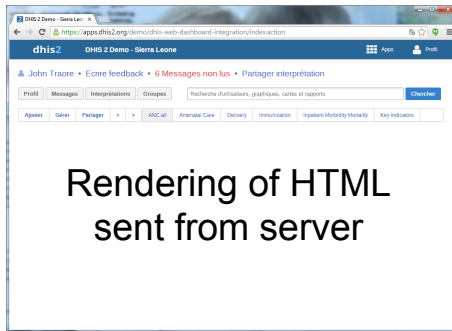 DHIS 2 Demo - Sierra Leo
https://apps.dhis2.org/demo/dhis-web-dashboard-integration/index.action
dhis2 DHIS 2 Demo - Sierra Leone Apps Profil
John Traore • Ecrire feedback • 6 Messages non lus • Partager interprétation
Profil Messages Interprétations Groupes Recherche d'utilisateurs, graphiques, cartes et rapports Chercher
Ajouter Gérer Partager < > ANC all Antenatal Care Delivery Immunization Inpatient Morbidity Mortality Key Indicators
Rendering of HTML
sent from server